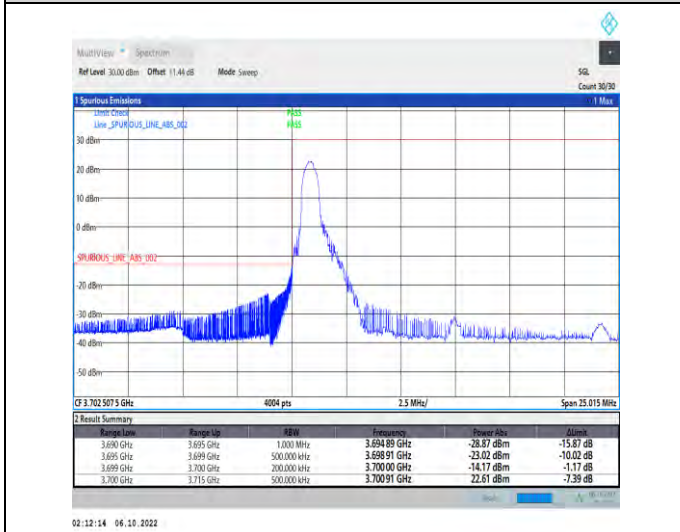 MultiView Spectrum
Ref Level 30.00 dBm Offset 11.44 dB Mode Sweep SGL
Count 30/30
1 Spurious Emissions 1 Max
Limit Check PASS
Line _SPURIOUS_LINE_ABS_002 PASS
30 dBm
20 dBm
10 dBm
0 dBm
_SPURIOUS_LINE_ABS_002
-20 dBm
-30 dBm
-40 dBm
-50 dBm
CF 3.702 507 5 GHz 4004 pts 2.5 MHz/ Span 25.015 MHz
2 Result Summary
Range Low Range Up RBW Frequency Power Abs ΔLimit
3.690 GHz 3.695 GHz 1.000 MHz 3.694 89 GHz -28.87 dBm -15.87 dB
3.695 GHz 3.699 GHz 500.000 kHz 3.698 91 GHz -23.02 dBm -10.02 dB
3.699 GHz 3.700 GHz 200.000 kHz 3.700 00 GHz -14.17 dBm -1.17 dB
3.700 GHz 3.715 GHz 500.000 kHz 3.700 91 GHz 22.61 dBm -7.39 dB
02:12:14 06.10.2022